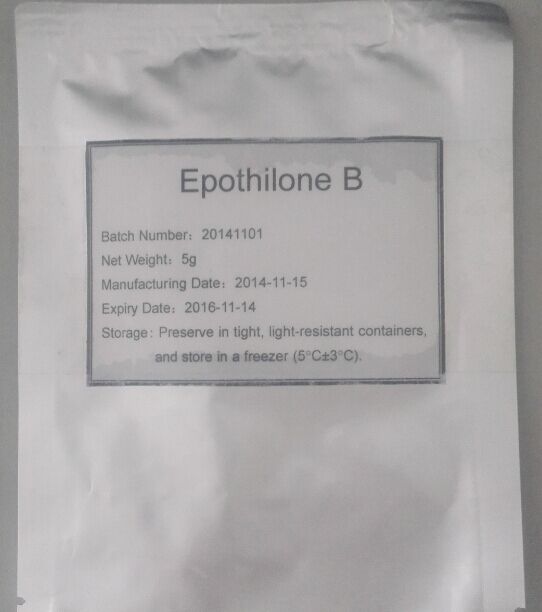 Epothilone B
Batch Number: 20141101
Net Weight: 5g
Manufacturing Date: 2014-11-15
Expiry Date: 2016-11-14
Storage: Preserve in tight, light-resistant containers,
and store in a freezer (5°C±3°C).